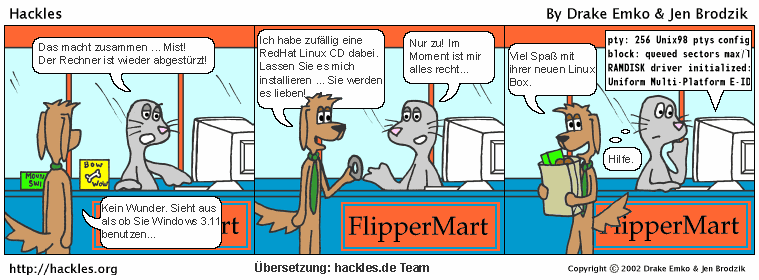 Hackles
By Drake Emko & Jen Brodzik
Das macht zusammen ... Mist!
Der Rechner ist wieder abgestürzt!
MOUN
SWI
BOW
WOW
Kein Wunder. Sieht aus
als ob Sie Windows 3.11
benutzen...
Mart
Ich habe zufällig eine
RedHat Linux CD dabei.
Lassen Sie es mich
installieren ... Sie werden
es lieben!
Nur zu! Im
Moment ist mir
alles recht...
FlipperMart
Viel Spaß mit
ihrer neuen Linux
Box.
pty: 256 Unix98 ptys config
block: queued sectors max/l
RAMDISK driver initialized:
Uniform Multi-Platform E-ID
Hilfe.
FlipperMart
http://hackles.org
Übersetzung: hackles.de Team
Copyright © 2002 Drake Emko & Jen Brodzik